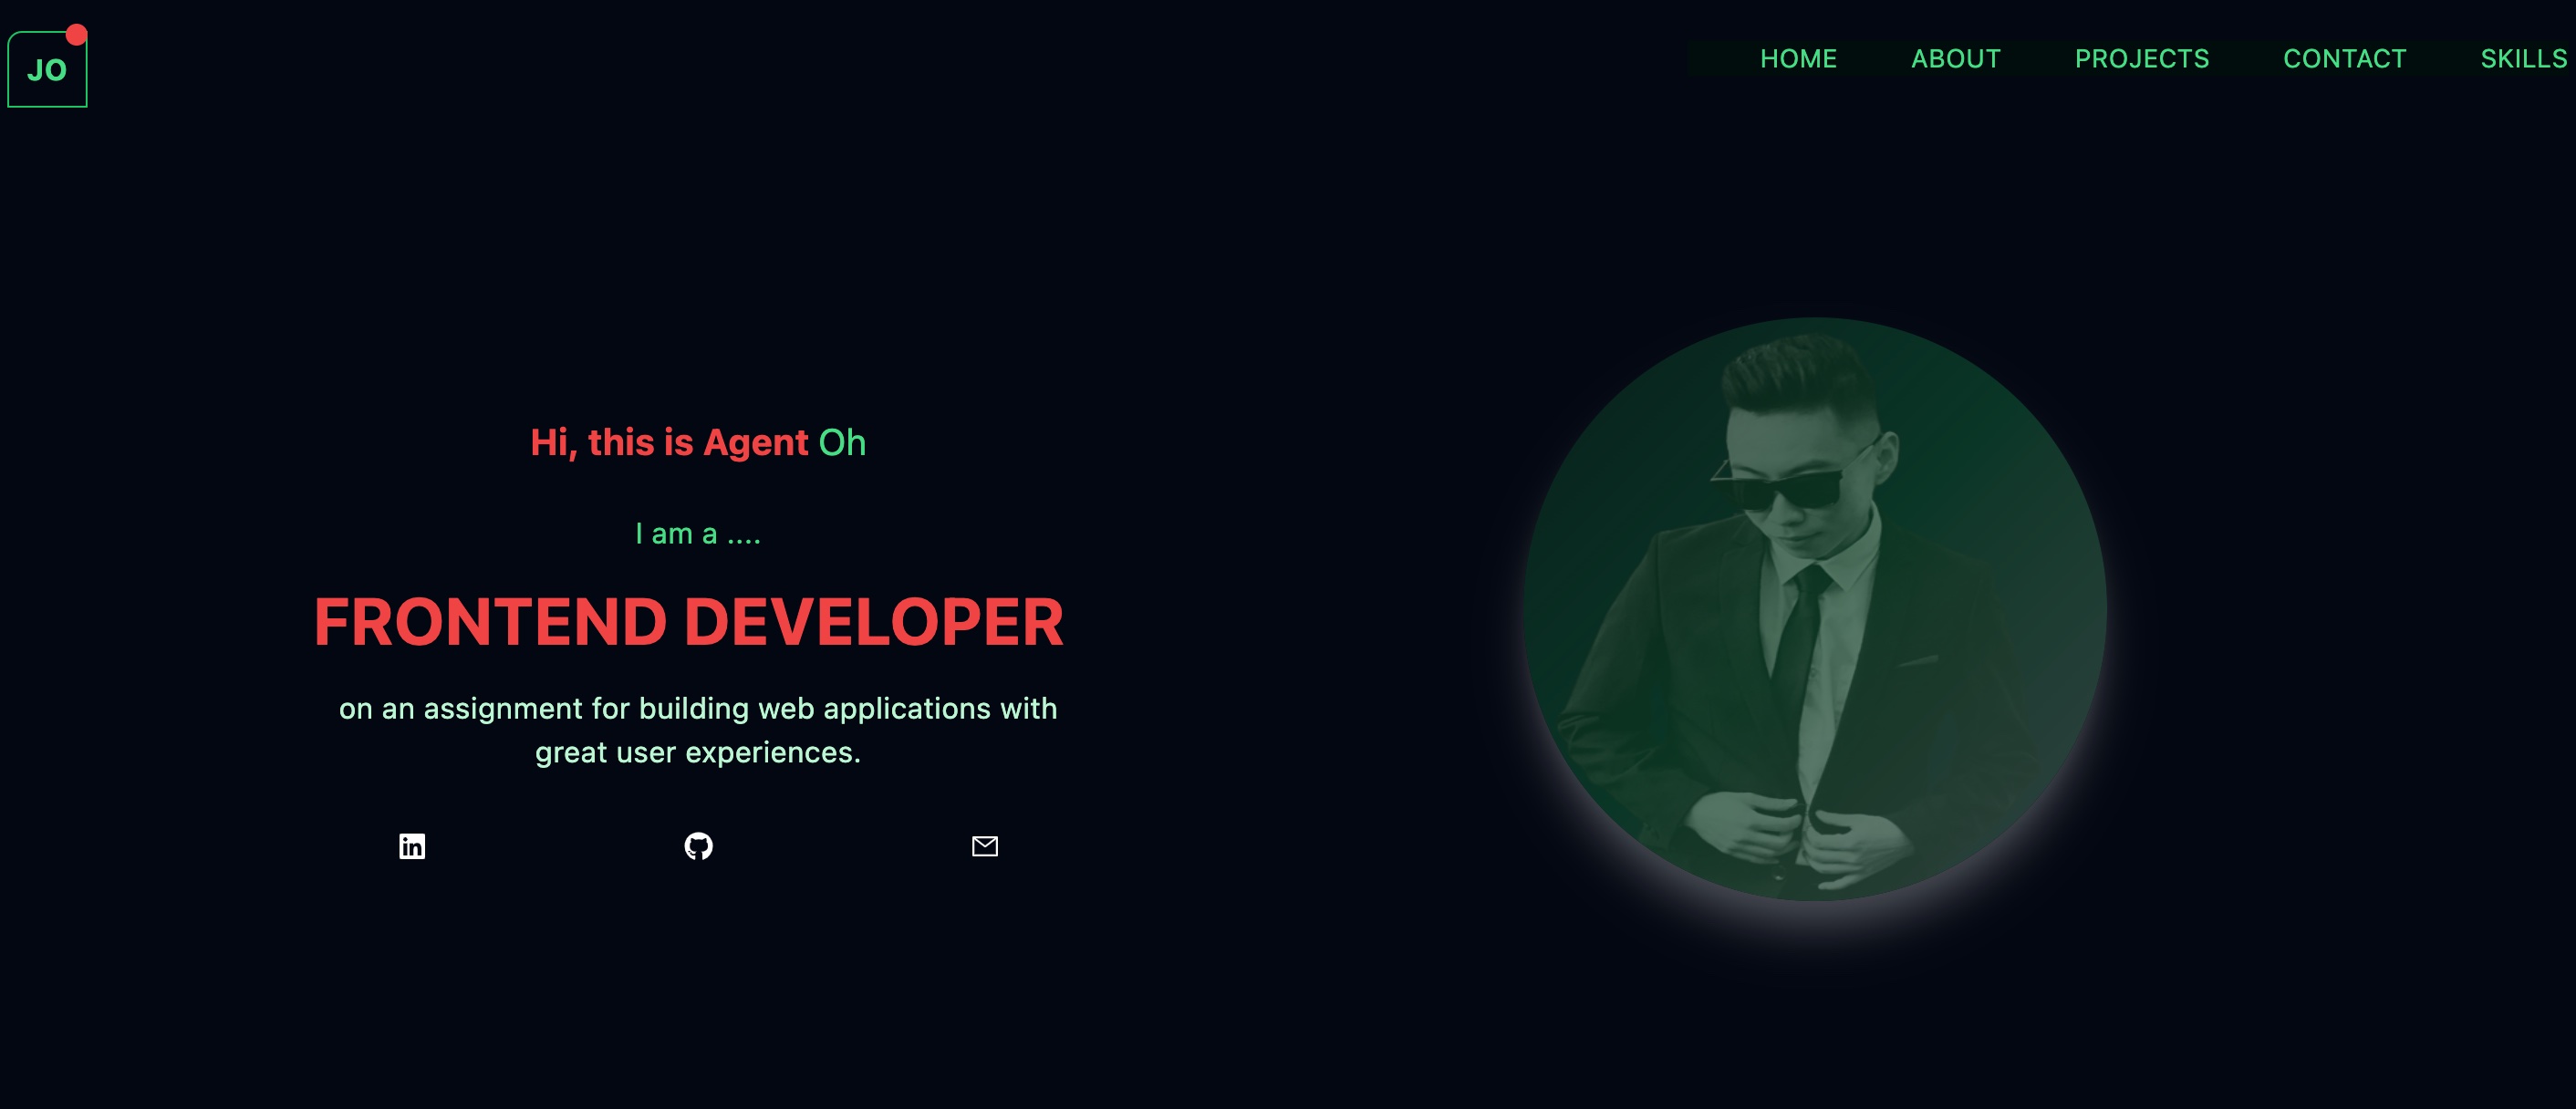 JO
HOME ABOUT PROJECTS CONTACT SKILLS
Hi, this is Agent Oh
I am a ....
FRONTEND DEVELOPER
on an assignment for building web applications with
great user experiences.
in